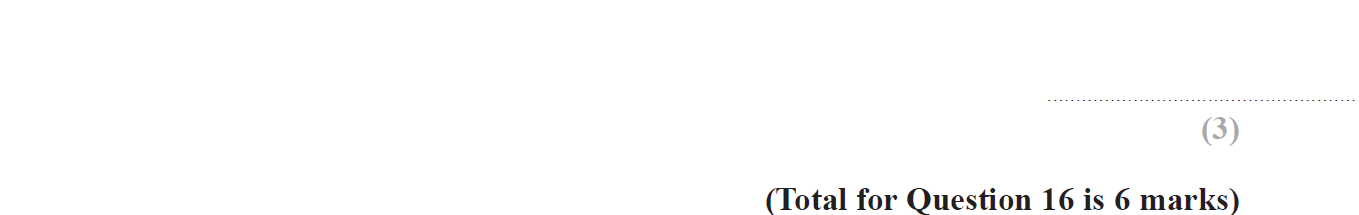 (3)
(Total for Question 16 is 6 marks)